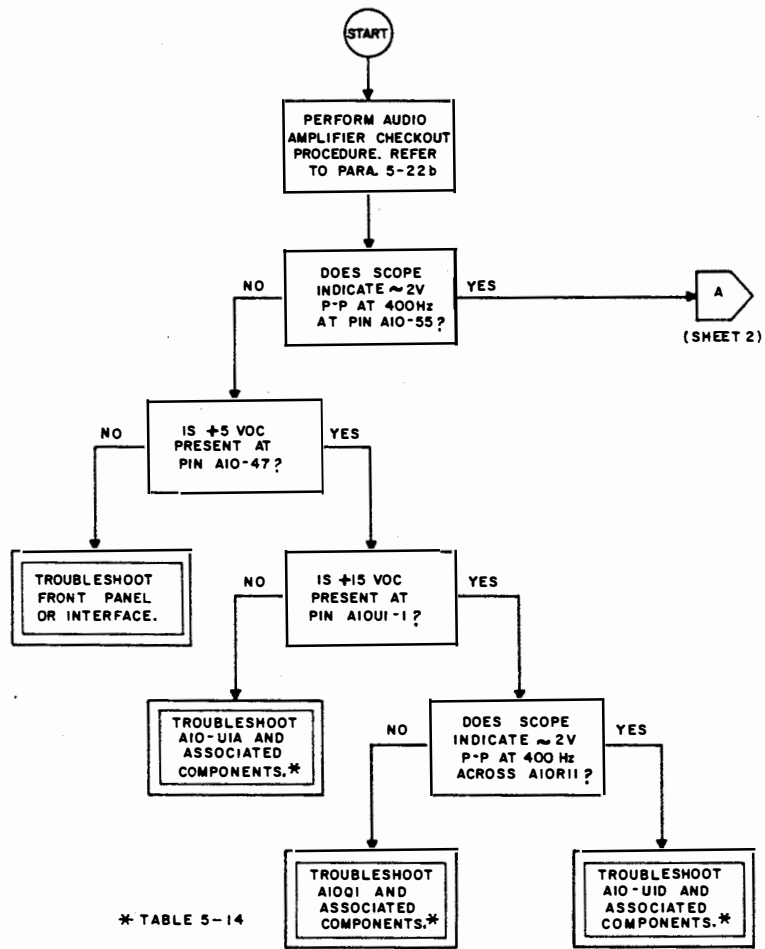 START
PERFORM AUDIO
AMPLIFIER CHECKOUT
PROCEDURE. REFER
TO PARA. 5-22b
DOES SCOPE
INDICATE ~ 2V
P-P AT 400Hz
AT PIN A10-55?
NO
YES
A
(SHEET 2)
IS +5 VDC
PRESENT AT
PIN A10-47?
NO
YES
TROUBLESHOOT
FRONT PANEL
OR INTERFACE.
IS +15 VDC
PRESENT AT
PIN A10U1-1?
NO
YES
TROUBLESHOOT
A10-U1A AND
ASSOCIATED
COMPONENTS.*
DOES SCOPE
INDICATE ~ 2V
P-P AT 400 Hz
ACROSS A10R11?
NO
YES
TROUBLESHOOT
A10Q1 AND
ASSOCIATED
COMPONENTS.*
TROUBLESHOOT
A10-U1D AND
ASSOCIATED
COMPONENTS.*
* TABLE 5-14